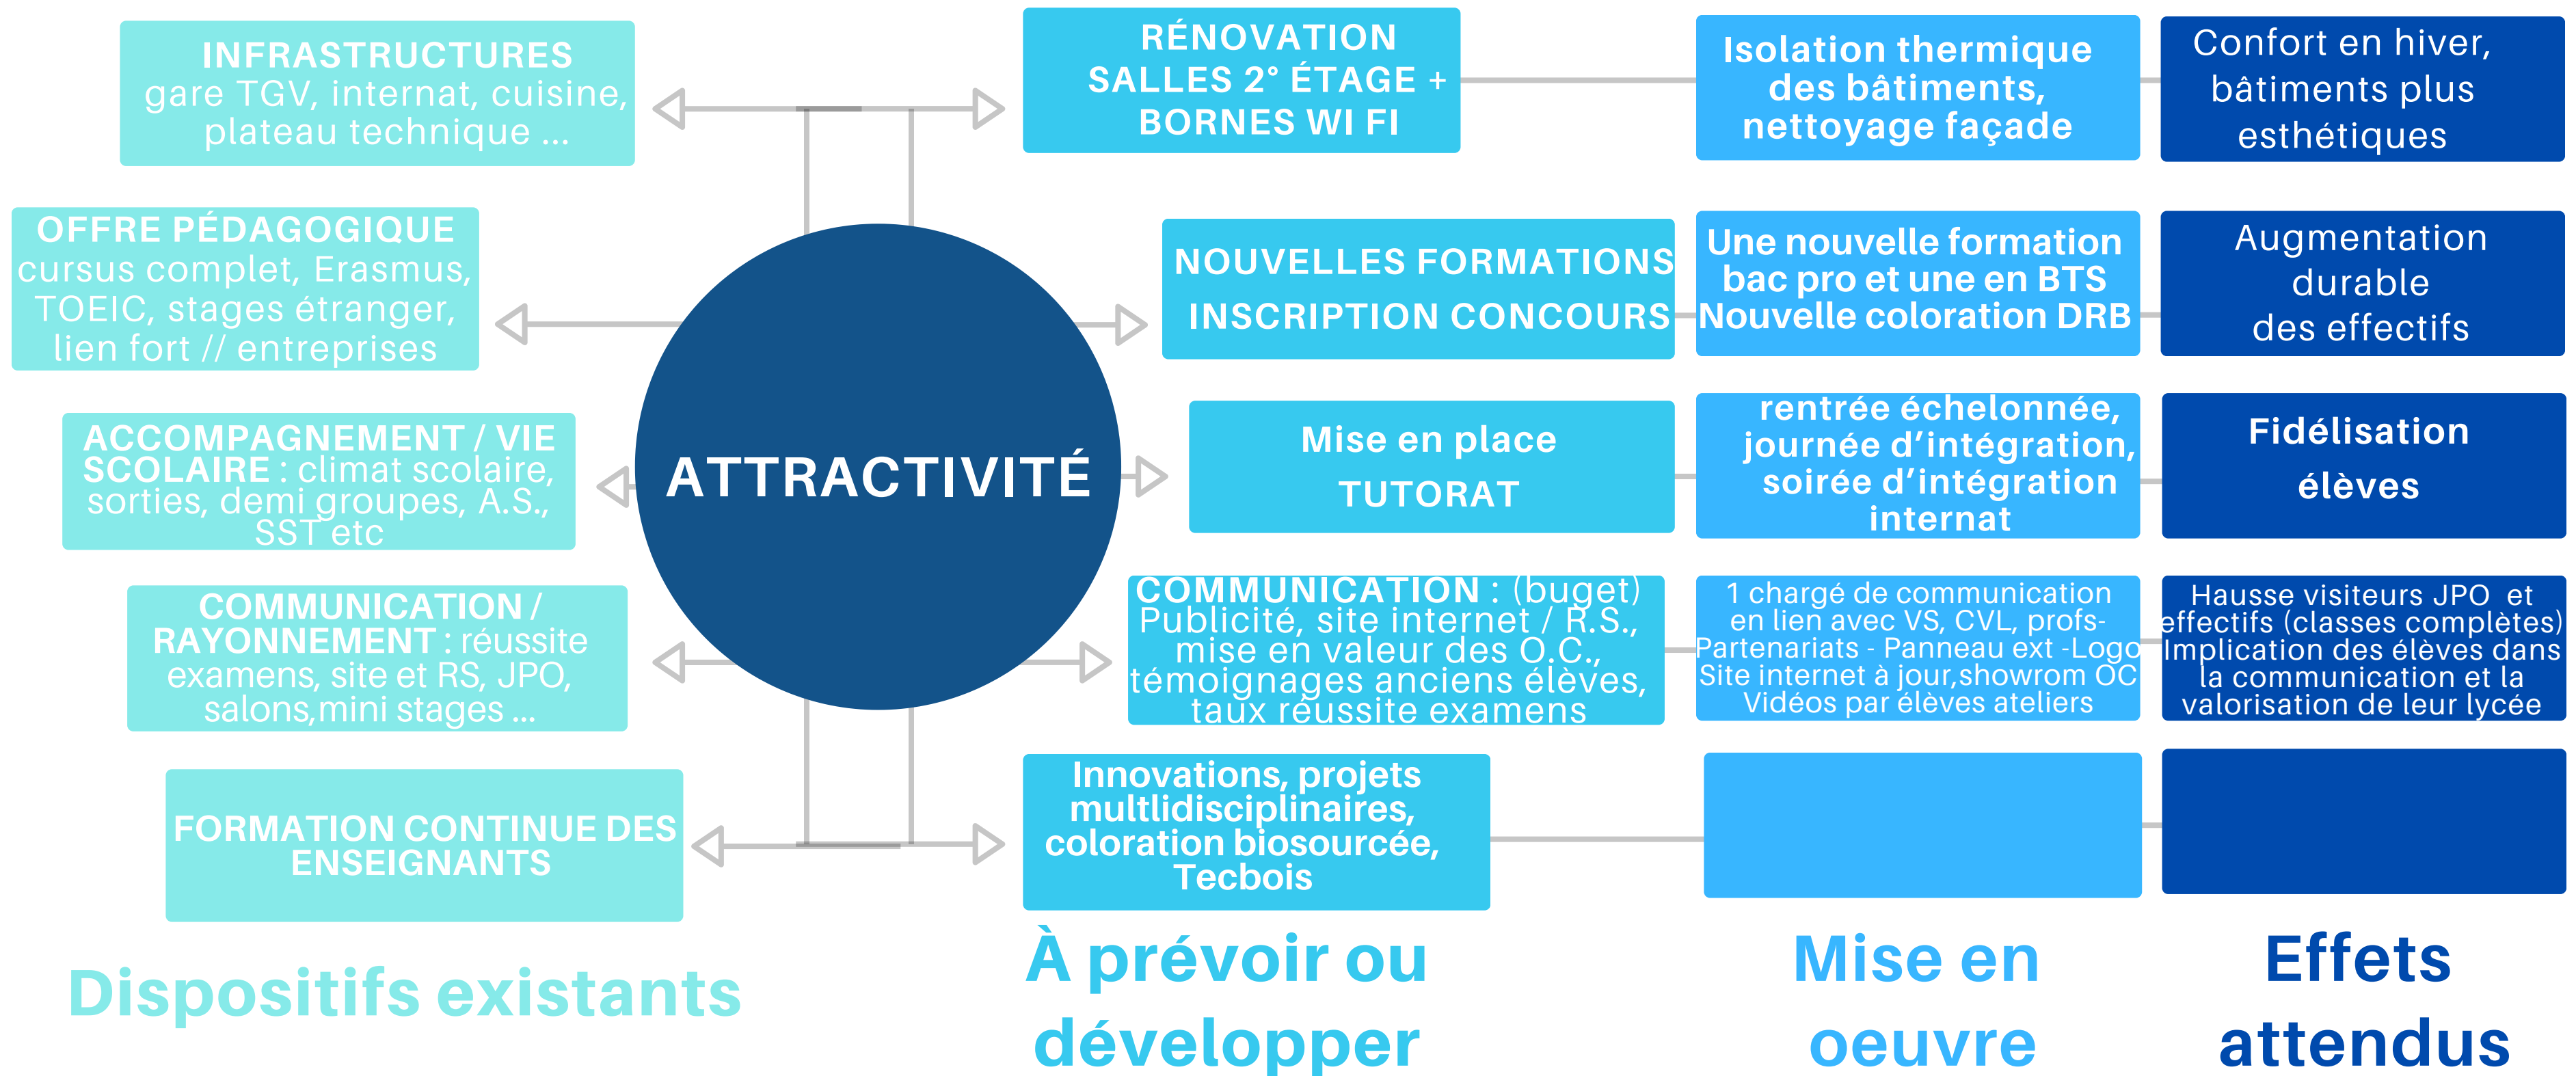 INFRASTRUCTURES
gare TGV, internat, cuisine,
plateau technique ...
RÉNOVATION
SALLES 2° ÉTAGE +
BORNES WI FI
Isolation thermique
des bâtiments,
nettoyage façade
Confort en hiver,
bâtiments plus
esthétiques
OFFRE PÉDAGOGIQUE
cursus complet, Erasmus,
TOEIC, stages étranger,
lien fort // entreprises
NOUVELLES FORMATIONS
INSCRIPTION CONCOURS
Une nouvelle formation
bac pro et une en BTS
Nouvelle coloration DRB
Augmentation
durable
des effectifs
ACCOMPAGNEMENT / VIE
SCOLAIRE : climat scolaire,
sorties, demi groupes, A.S.,
SST etc
ATTRACTIVITÉ
Mise en place
TUTORAT
rentrée échelonnée,
journée d’intégration,
soirée d’intégration
internat
Fidélisation
élèves
COMMUNICATION /
RAYONNEMENT : réussite
examens, site et RS, JPO,
salons,mini stages ...
COMMUNICATION : (buget)
Publicité, site internet / R.S.,
mise en valeur des O.C.,
témoignages anciens élèves,
taux réussite examens
1 chargé de communication
en lien avec VS, CVL, profs-
Partenariats - Panneau ext -Logo
Site internet à jour,showrom OC
Vidéos par élèves ateliers
Hausse visiteurs JPO et
effectifs (classes complètes)
Implication des élèves dans
la communication et la
valorisation de leur lycée
FORMATION CONTINUE DES
ENSEIGNANTS
Innovations, projets
multlidisciplinaires,
coloration biosourcée,
Tecbois
Dispositifs existants
À prévoir ou
développer
Mise en
oeuvre
Effets
attendus